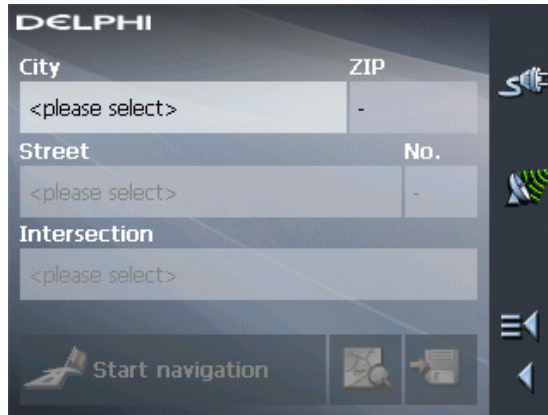 DELPHI
City ZIP
<please select> -
Street No.
<please select> -
Intersection
<please select>
Start navigation